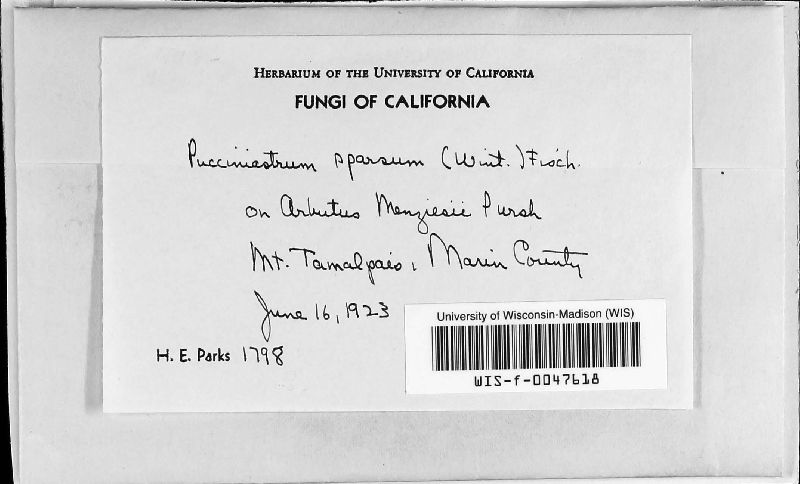 HERBARIUM OF THE UNIVERSITY OF CALIFORNIA
FUNGI OF CALIFORNIA
Pucciniastrum sparsum (Wint.) Fisch.
on Arbutus Menziesii Pursh
Mt. Tamalpais, Marin County
June 16, 1923
H. E. Parks 1798
University of Wisconsin-Madison (WIS)
WIS-f-0047618